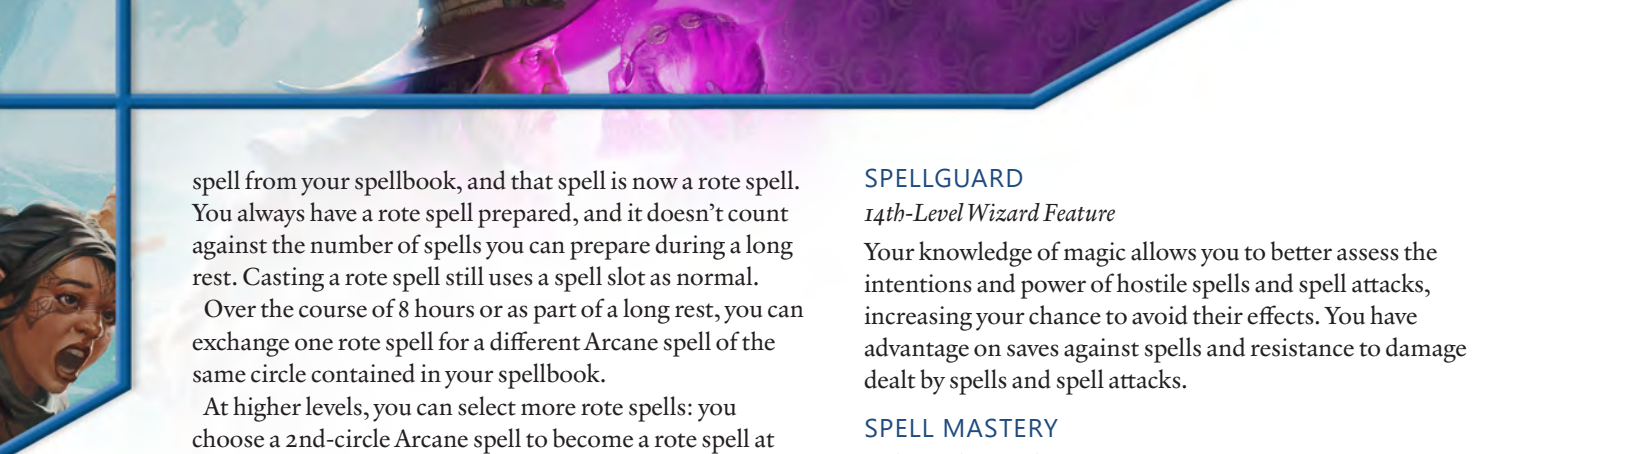 spell from your spellbook, and that spell is now a rote spell.
You always have a rote spell prepared, and it doesn't count
against the number of spells you can prepare during a long
rest. Casting a rote spell still uses a spell slot as normal.
Over the course of 8 hours or as part of a long rest, you can
exchange one rote spell for a different Arcane spell of the
same circle contained in your spellbook.
At higher levels, you can select more rote spells: you
choose a 2nd-circle Arcane spell to become a rote spell at
SPELLGUARD
14th-Level Wizard Feature
Your knowledge of magic allows you to better assess the
intentions and power of hostile spells and spell attacks,
increasing your chance to avoid their effects. You have
advantage on saves against spells and resistance to damage
dealt by spells and spell attacks.
SPELL MASTERY